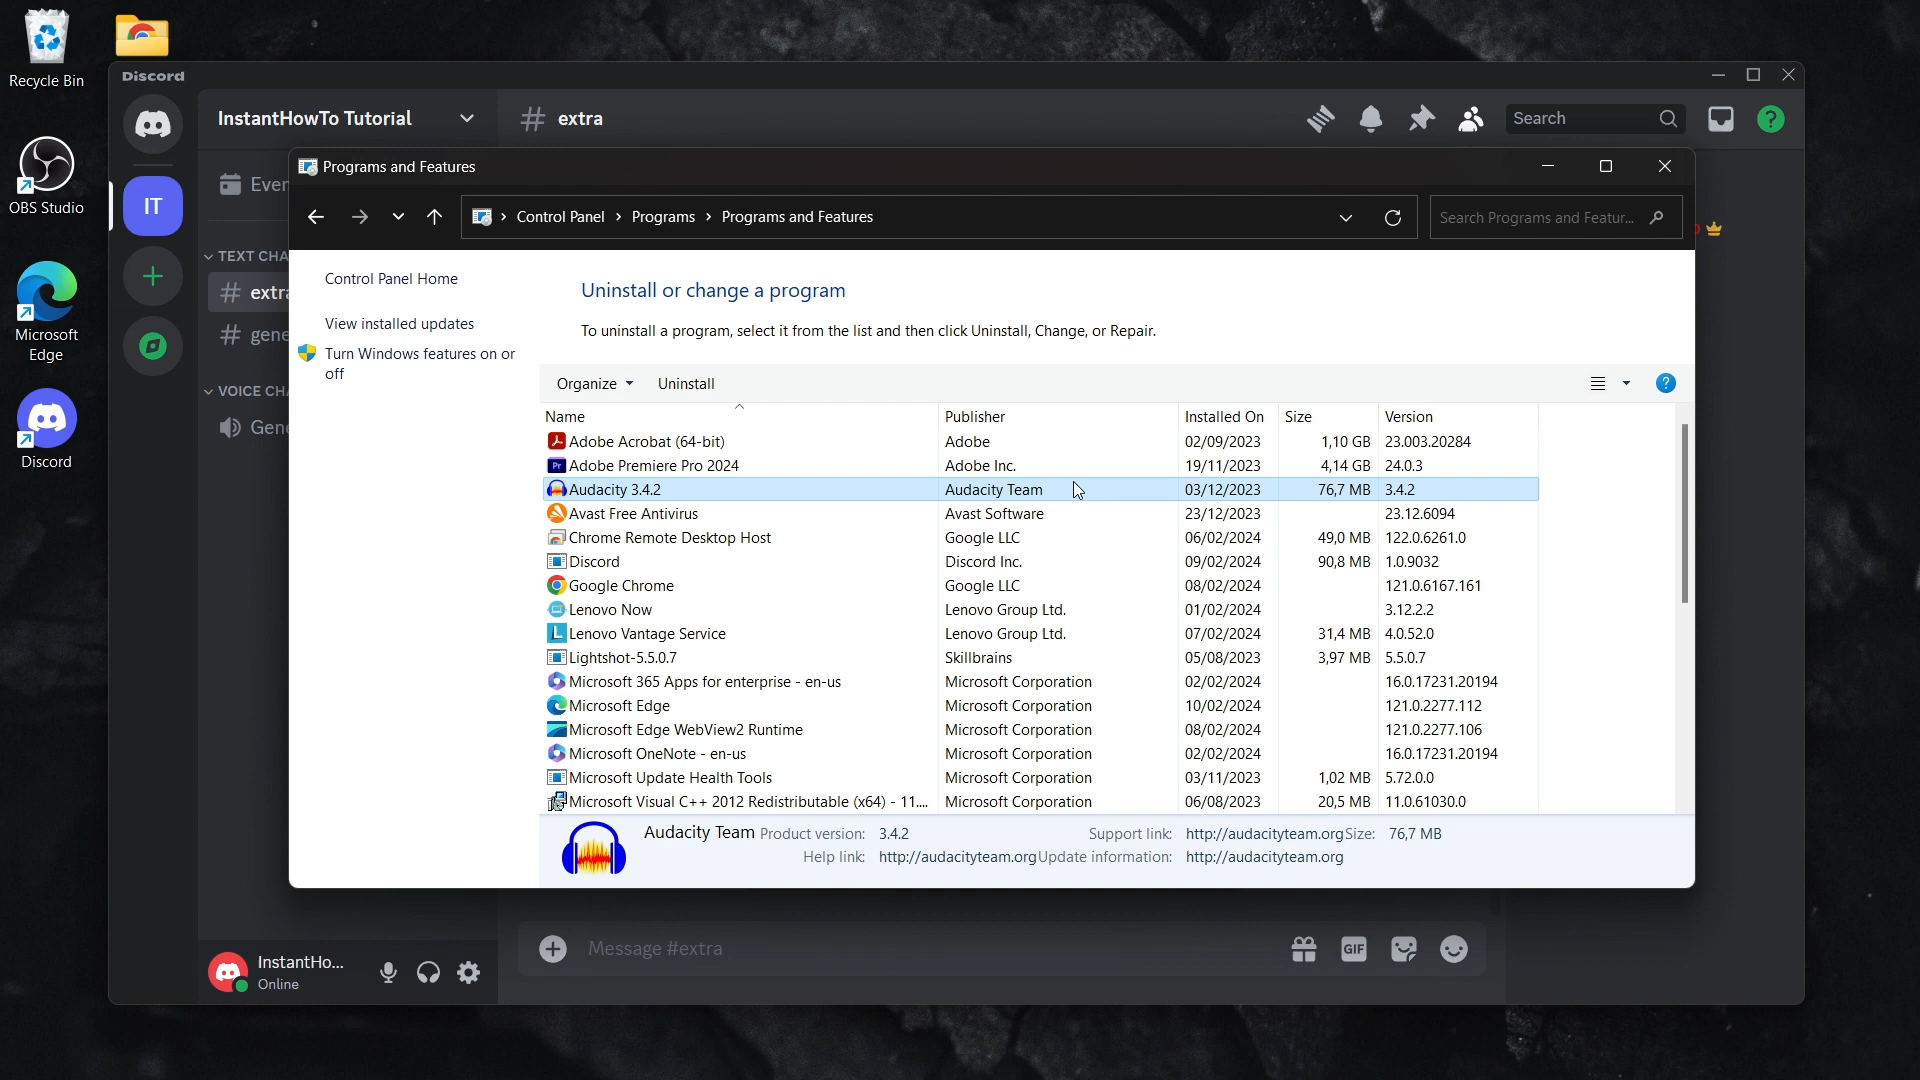 Recycle Bin
OBS Studio
Microsoft
Edge
Discord
Discord
InstantHowTo Tutorial
# extra
Search
IT
Even
TEXT CHA
# extra
# gene
VOICE CHA
Gene
Programs and Features
Control Panel > Programs > Programs and Features
Search Programs and Featur...
Control Panel Home
View installed updates
Turn Windows features on or
off
Uninstall or change a program
To uninstall a program, select it from the list and then click Uninstall, Change, or Repair.
Organize Uninstall
Name Publisher Installed On Size Version
Adobe Acrobat (64-bit) Adobe 02/09/2023 1,10 GB 23.003.20284
Adobe Premiere Pro 2024 Adobe Inc. 19/11/2023 4,14 GB 24.0.3
Audacity 3.4.2 Audacity Team 03/12/2023 76,7 MB 3.4.2
Avast Free Antivirus Avast Software 23/12/2023 23.12.6094
Chrome Remote Desktop Host Google LLC 06/02/2024 49,0 MB 122.0.6261.0
Discord Discord Inc. 09/02/2024 90,8 MB 1.0.9032
Google Chrome Google LLC 08/02/2024 121.0.6167.161
Lenovo Now Lenovo Group Ltd. 01/02/2024 3.12.2.2
Lenovo Vantage Service Lenovo Group Ltd. 07/02/2024 31,4 MB 4.0.52.0
Lightshot-5.5.0.7 Skillbrains 05/08/2023 3,97 MB 5.5.0.7
Microsoft 365 Apps for enterprise - en-us Microsoft Corporation 02/02/2024 16.0.17231.20194
Microsoft Edge Microsoft Corporation 10/02/2024 121.0.2277.112
Microsoft Edge WebView2 Runtime Microsoft Corporation 08/02/2024 121.0.2277.106
Microsoft OneNote - en-us Microsoft Corporation 02/02/2024 16.0.17231.20194
Microsoft Update Health Tools Microsoft Corporation 03/11/2023 1,02 MB 5.72.0.0
Microsoft Visual C++ 2012 Redistributable (x64) - 11.... Microsoft Corporation 06/08/2023 20,5 MB 11.0.61030.0
Audacity Team Product version: 3.4.2 Support link: http://audacityteam.org Size: 76,7 MB
Help link: http://audacityteam.org Update information: http://audacityteam.org
Message #extra
GIF
InstantHo...
Online